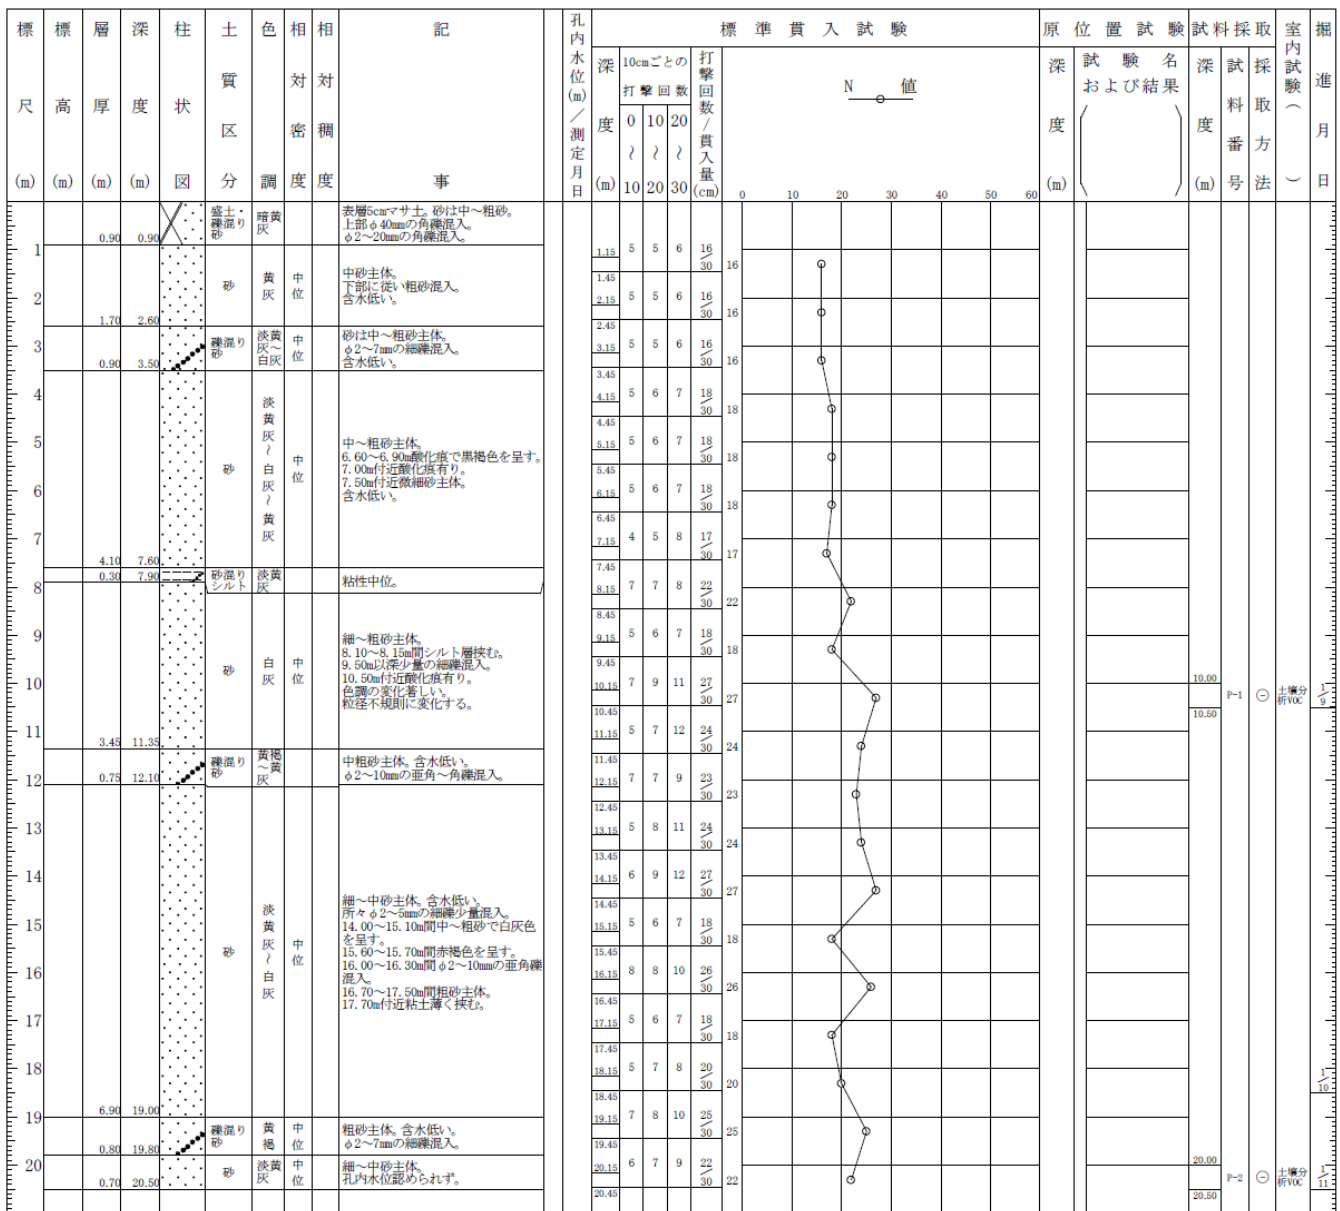 標尺(m)
標高(m)
層厚(m)
深度(m)
柱状図
土質区分
色調
相対密度
相対稠度
記事
孔内水位(m)／測定月日
標準貫入試験
深度(m)
10cmごとの
打撃回数
0～10
10～20
20～30
打撃回数／貫入量(cm)
N 値
0 10 20 30 40 50 60
原位置試験
深度(m)
試験名
および結果
試料採取
深度(m)
試料番号
採取方法
室内試験( )
掘進月日
0.90 0.90
盛土・
礫混り
砂
暗黄
灰
表層5cmマサ土。砂は中～粗砂。
上部φ40mmの角礫混入。
φ2～20mmの角礫混入。
1.70 2.60
砂
黄灰
中位
中砂主体。
下部に従い粗砂混入。
含水低い。
0.90 3.50
礫混り
砂
淡黄
灰～
白灰
中位
砂は中～粗砂主体。
φ2～7mmの細礫混入。
含水低い。
4.10 7.60
砂
淡黄灰～白灰～黄灰
中位
中～粗砂主体。
6.60～6.90m酸化痕で黒褐色を呈す。
7.00m付近酸化痕有り。
7.50m付近微細砂主体。
含水低い。
0.30 7.90
砂混り
シルト
淡黄
灰
粘性中位。
3.45 11.35
砂
白灰
中位
細～粗砂主体。
8.10～8.15m間シルト層挟む。
9.50m以深少量の細礫混入。
10.50m付近酸化痕有り。
色調の変化著しい。
粒径不規則に変化する。
0.75 12.10
礫混り
砂
黄褐
～黄
灰
中粗砂主体。含水低い。
φ2～10mmの亜角～角礫混入。
6.90 19.00
砂
淡黄灰～白灰
中位
細～中砂主体。含水低い。
所々φ2～5mmの細礫少量混入。
14.00～15.10m間中～粗砂で白灰色
を呈す。
15.60～15.70m間赤褐色を呈す。
16.00～16.30m間φ2～10mmの亜角礫
混入。
16.70～17.50m間粗砂主体。
17.70m付近粘土薄く挟む。
0.80 19.80
礫混り
砂
黄褐
中位
粗砂主体。含水低い。
φ2～7mmの細礫混入。
0.70 20.50
砂
淡黄
灰
中位
細～中砂主体。
孔内水位認められず。
1
2
3
4
5
6
7
8
9
10
11
12
13
14
15
16
17
18
19
20
1.15 5 5 6 16/30 16
1.45
2.15 5 5 6 16/30 16
2.45
3.15 5 5 6 16/30 16
3.45
4.15 5 6 7 18/30 18
4.45
5.15 5 6 7 18/30 18
5.45
6.15 5 6 7 18/30 18
6.45
7.15 4 5 8 17/30 17
7.45
8.15 7 7 8 22/30 22
8.45
9.15 5 6 7 18/30 18
9.45
10.15 7 9 11 27/30 27
10.45
11.15 5 7 12 24/30 24
11.45
12.15 7 7 9 23/30 23
12.45
13.15 5 8 11 24/30 24
13.45
14.15 6 9 12 27/30 27
14.45
15.15 5 6 7 18/30 18
15.45
16.15 8 8 10 26/30 26
16.45
17.15 5 6 7 18/30 18
17.45
18.15 5 7 8 20/30 20
18.45
19.15 7 8 10 25/30 25
19.45
20.15 6 7 9 22/30 22
20.45
10.00
10.50
P-1
土壌分
析VOC
1/9
1/10
20.00
20.50
P-2
土壌分
析VOC
1/11